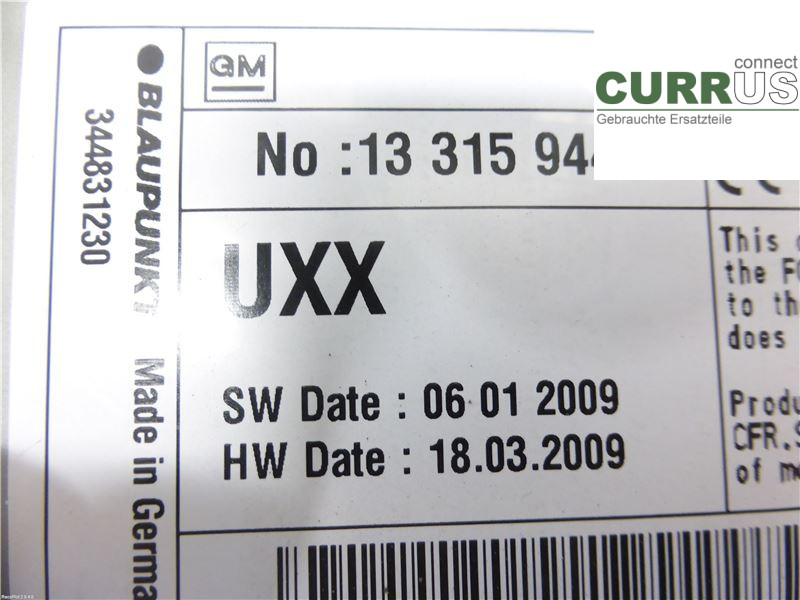 connect
CURRUS
Gebrauchte Ersatzteile
GM
No :13 315 944
UXX
SW Date : 06 01 2009
HW Date : 18.03.2009
BLAUPUNKT Made in Germa
344831230
This
the F
to th
does
Produ
CFR.S
of m